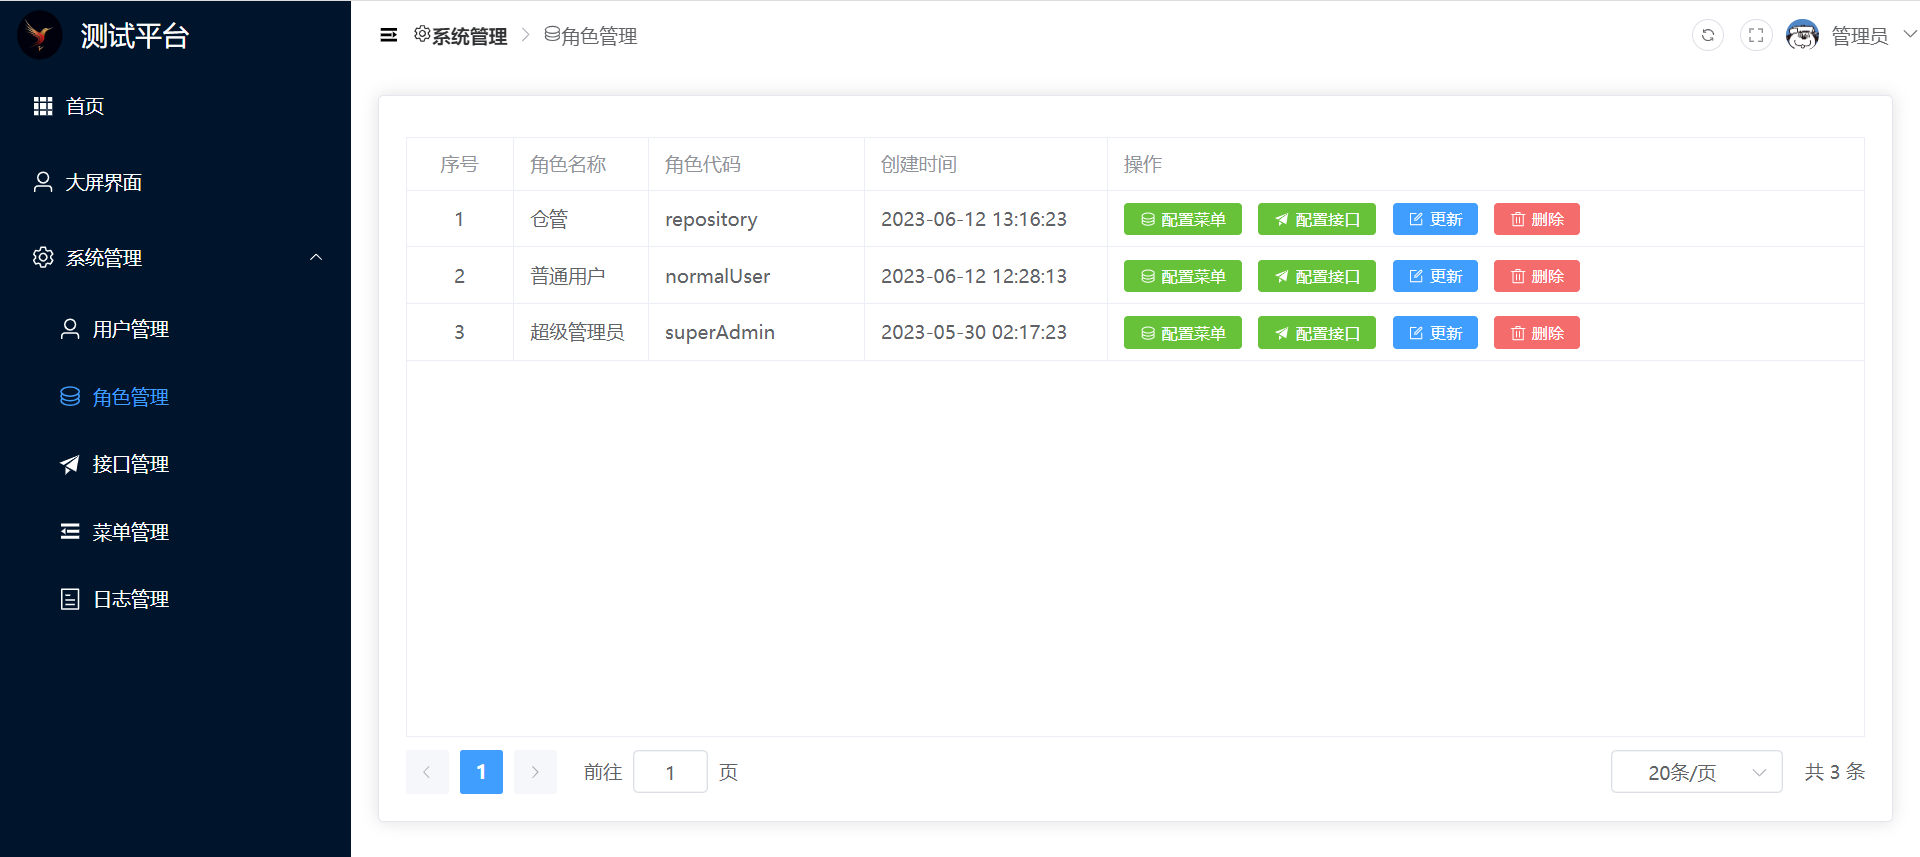 测试平台
系统管理 角色管理
管理员
首页
大屏界面
系统管理
用户管理
角色管理
接口管理
菜单管理
日志管理
序号 角色名称 角色代码 创建时间 操作
1 仓管 repository 2023-06-12 13:16:23 配置菜单 配置接口 更新 删除
2 普通用户 normalUser 2023-06-12 12:28:13 配置菜单 配置接口 更新 删除
3 超级管理员 superAdmin 2023-05-30 02:17:23 配置菜单 配置接口 更新 删除
1 前往 1 页 20条/页 共 3 条